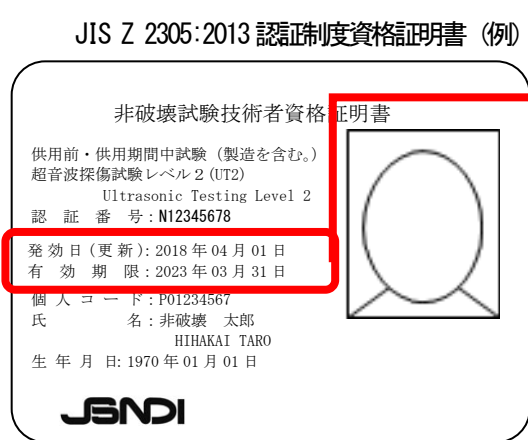 JIS Z 2305:2013 認証制度資格証明書（例）
非破壊試験技術者資格証明書
供用前・供用期間中試験（製造を含む。）
超音波探傷試験レベル２(UT2)
Ultrasonic Testing Level 2
認 証 番 号：N12345678
発 効 日（更 新）：2018 年 04 月 01 日
有 効 期 限：2023 年 03 月 31 日
個 人 コ ー ド：P01234567
氏 名：非破壊 太郎
HIHAKAI TARO
生 年 月 日：1970 年 01 月 01 日
JSNDI